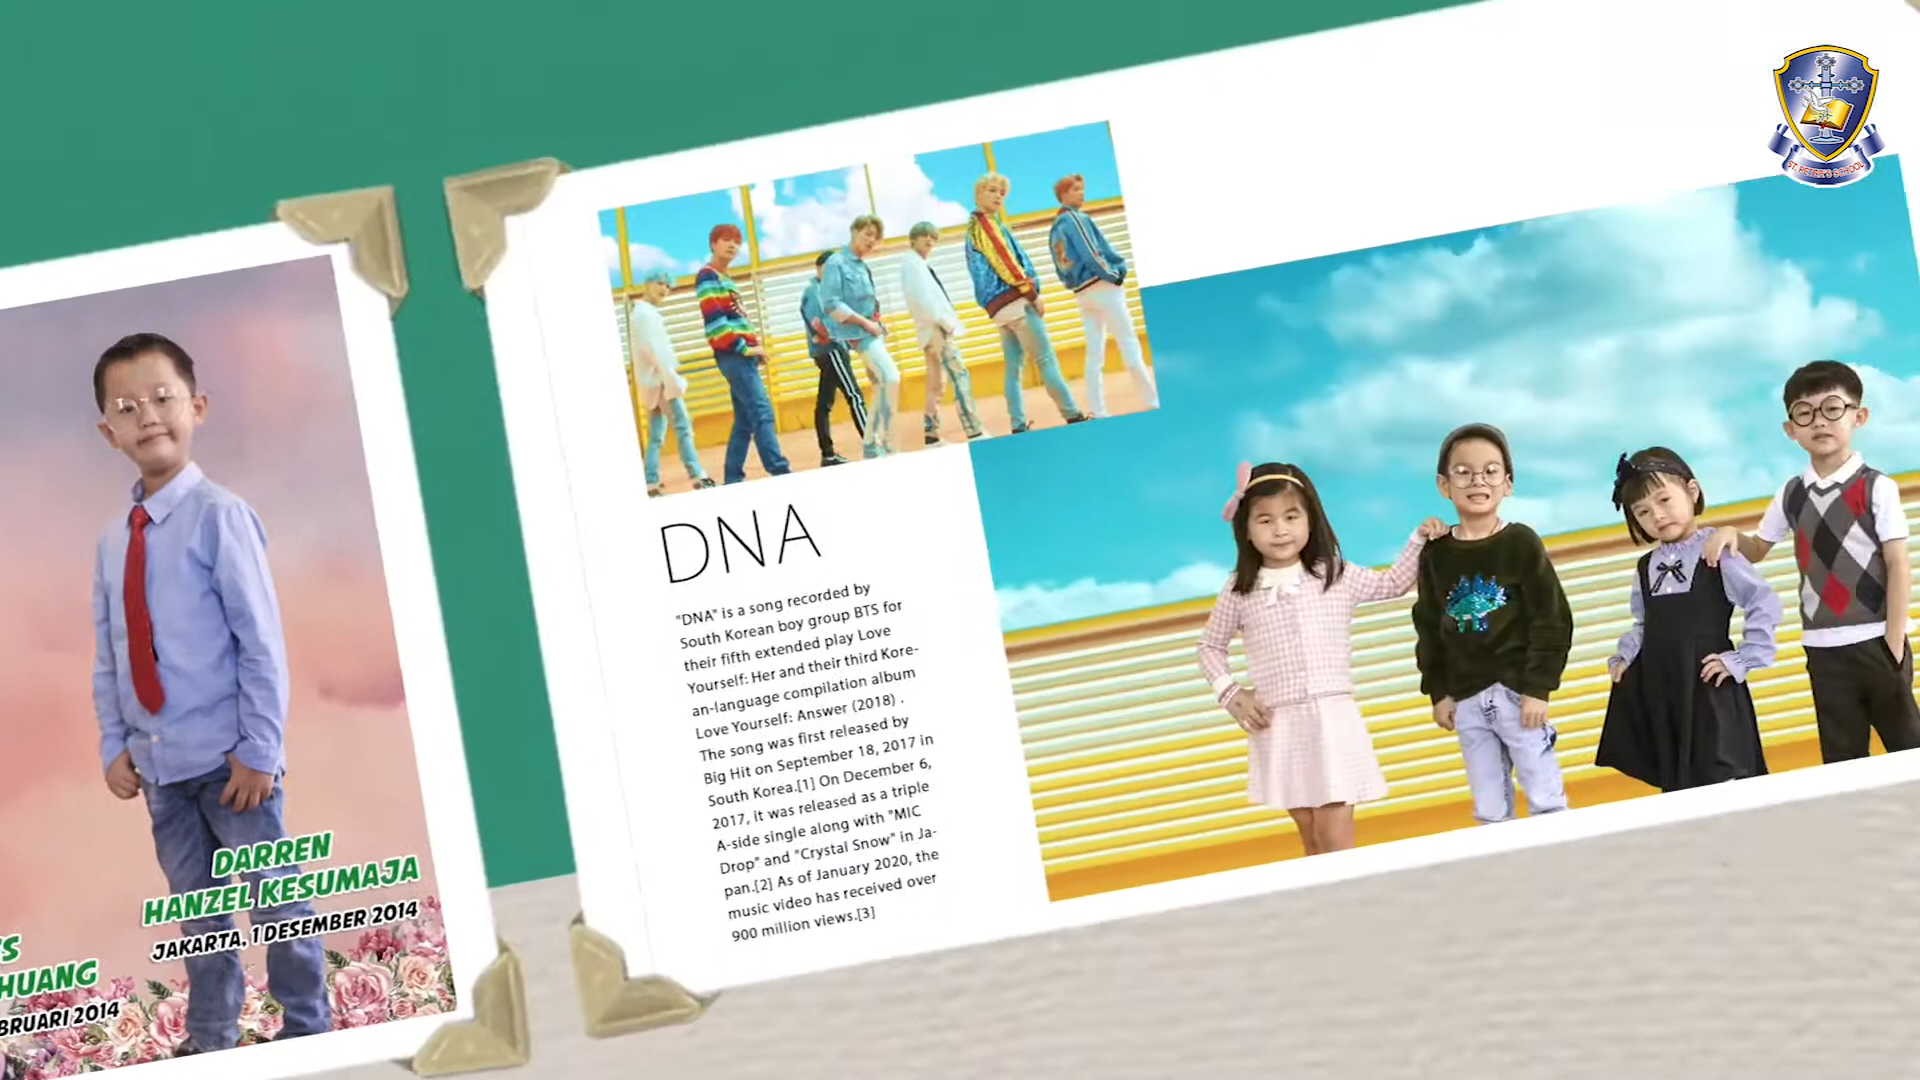 DARREN
HANZEL KESUMAJA
JAKARTA, 1 DESEMBER 2014
HUANG
2014
DNA
"DNA" is a song recorded by
South Korean boy group BTS for
their fifth extended play Love
Yourself: Her and their third Kore-
an-language compilation album
Love Yourself: Answer (2018) .
The song was first released by
Big Hit on September 18, 2017 in
South Korea.[1] On December 6,
2017, it was released as a triple
A-side single along with "MIC
Drop" and "Crystal Snow" in Ja-
pan.[2] As of January 2020, the
music video has received over
900 million views.[3]
ST. PETER'S SCHOOL